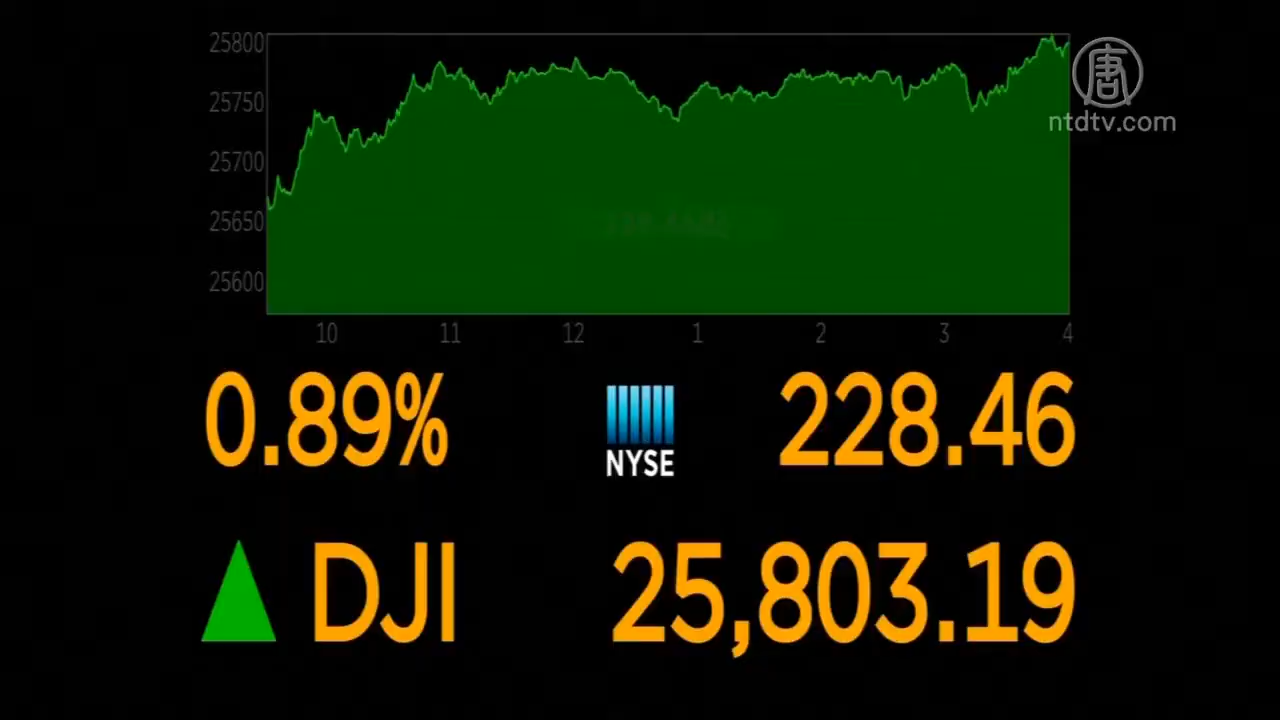 25800
25750
25700
25650
25600
唐
ntdtv.com
10 11 12 1 2 3 4
0.89% NYSE 228.46
DJI 25,803.19